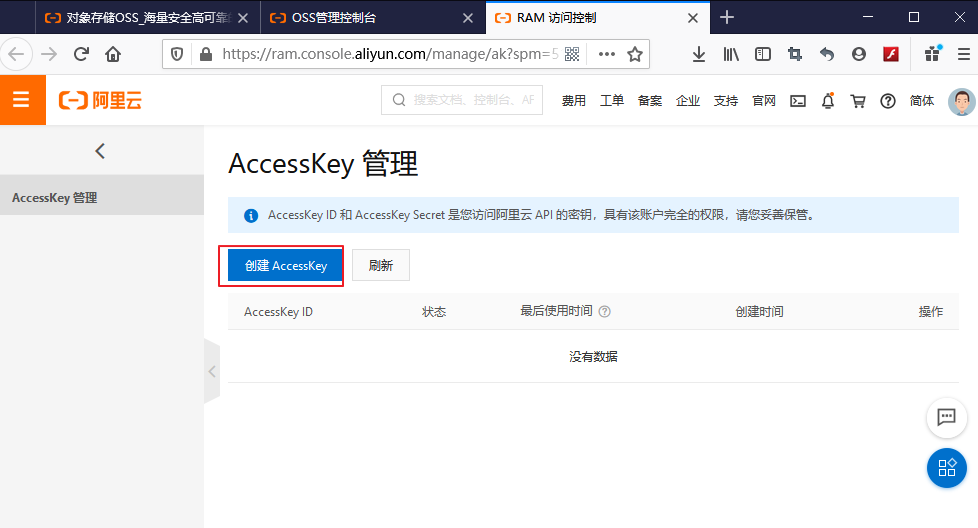 对象存储OSS_海量安全高可靠的
OSS管理控制台
RAM 访问控制
https://ram.console.aliyun.com/manage/ak?spm=5
阿里云
搜索文档、控制台、AP
费用 工单 备案 企业 支持 官网 简体
AccessKey 管理
AccessKey 管理
AccessKey ID 和 AccessKey Secret 是您访问阿里云 API 的密钥，具有该账户完全的权限，请您妥善保管。
创建 AccessKey 刷新
AccessKey ID 状态 最后使用时间 创建时间 操作
没有数据